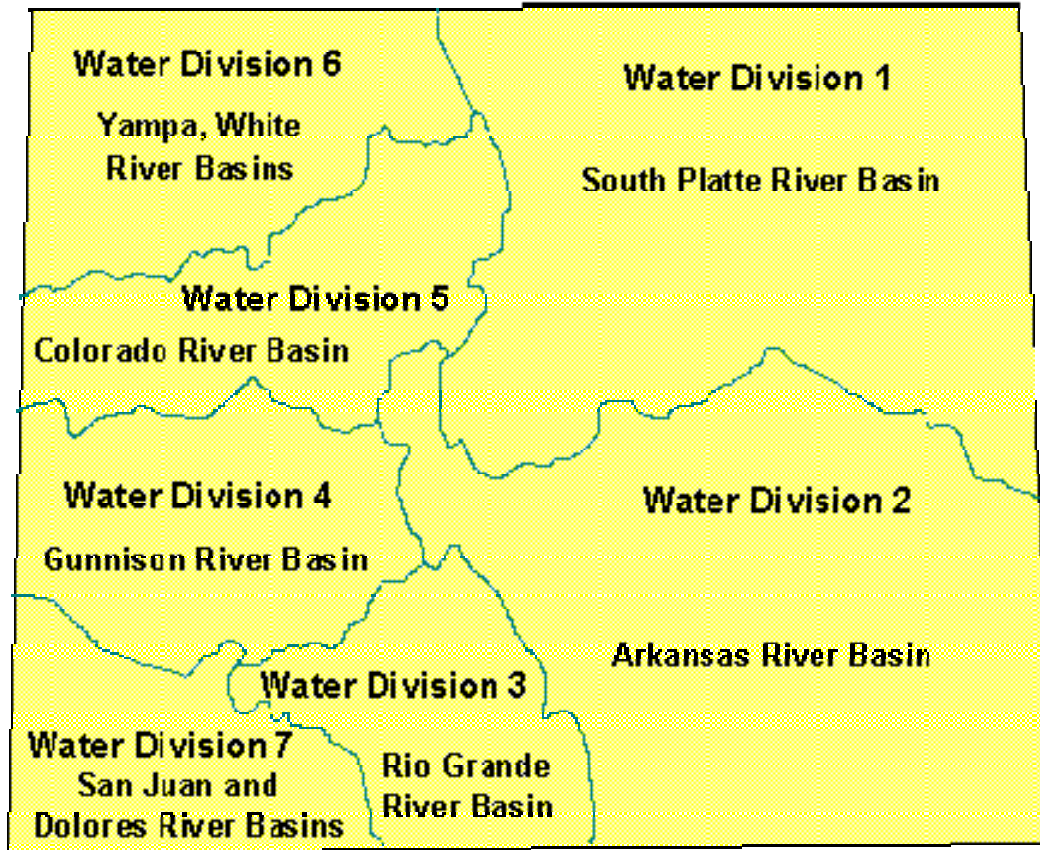 Water Division 6
Yampa, White
River Basins
Water Division 1
South Platte River Basin
Water Division 5
Colorado River Basin
Water Division 4
Gunnison River Basin
Water Division 2
Arkansas River Basin
Water Division 3
Rio Grande
River Basin
Water Division 7
San Juan and
Dolores River Basins